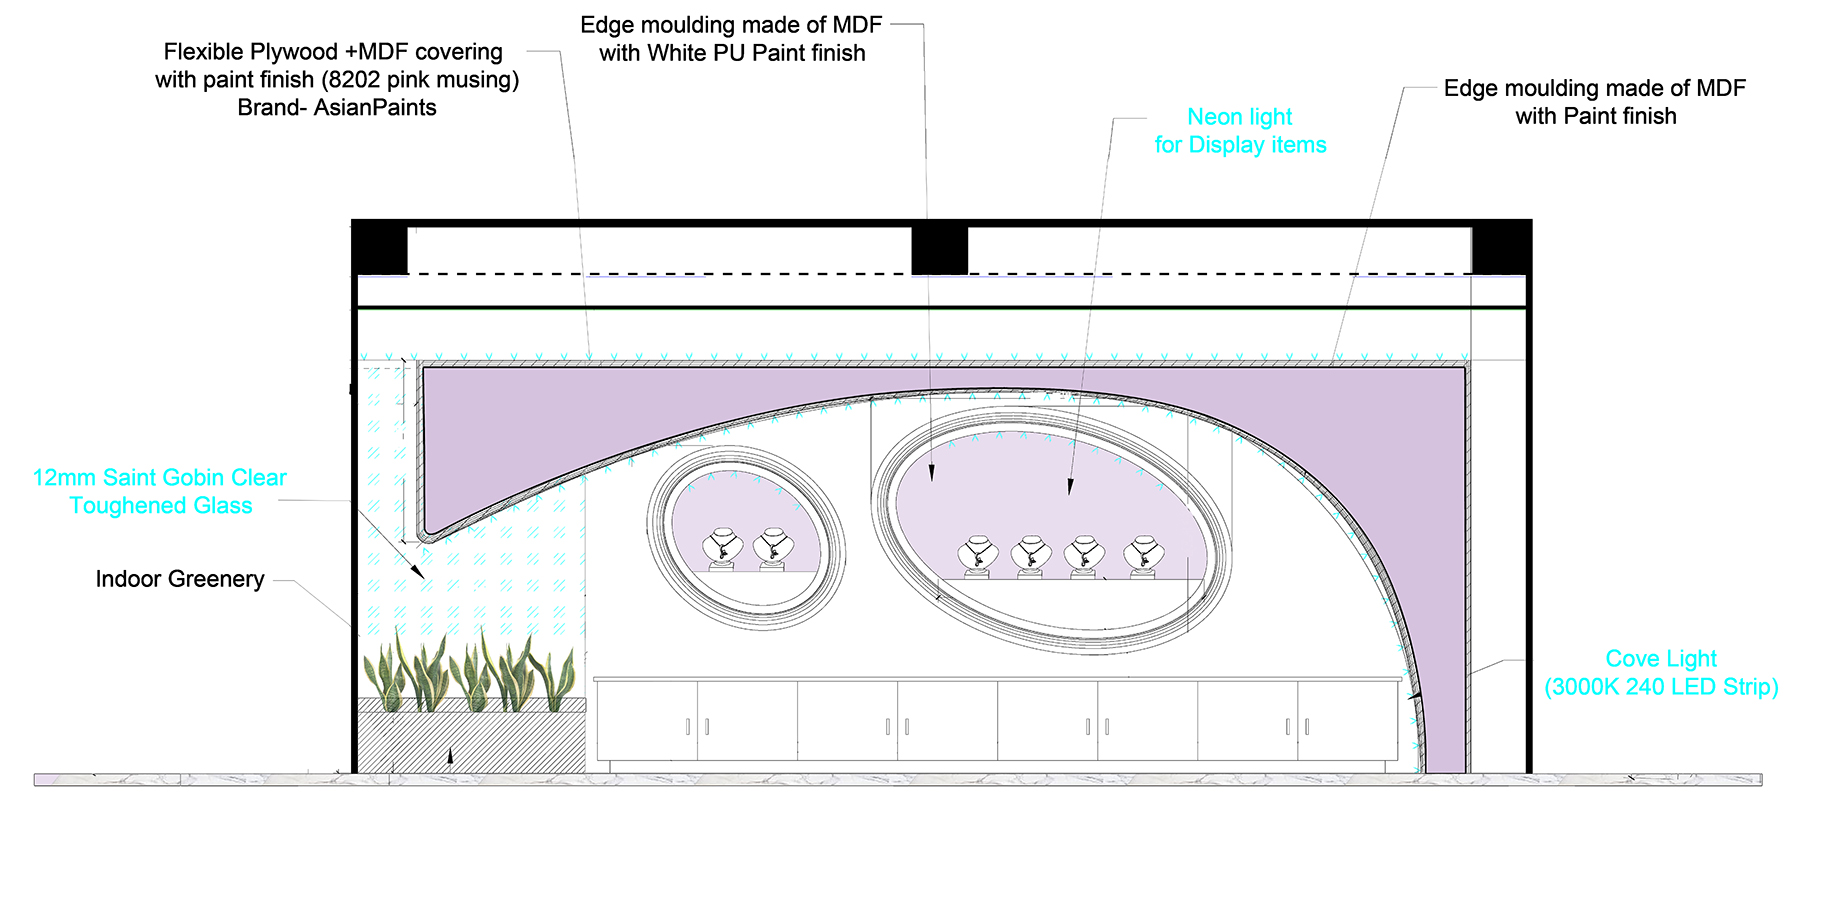 Edge moulding made of MDF
with White PU Paint finish
Flexible Plywood +MDF covering
with paint finish (8202 pink musing)
Brand- AsianPaints
Edge moulding made of MDF
with Paint finish
Neon light
for Display items
12mm Saint Gobin Clear
Toughened Glass
Indoor Greenery
Cove Light
(3000K 240 LED Strip)